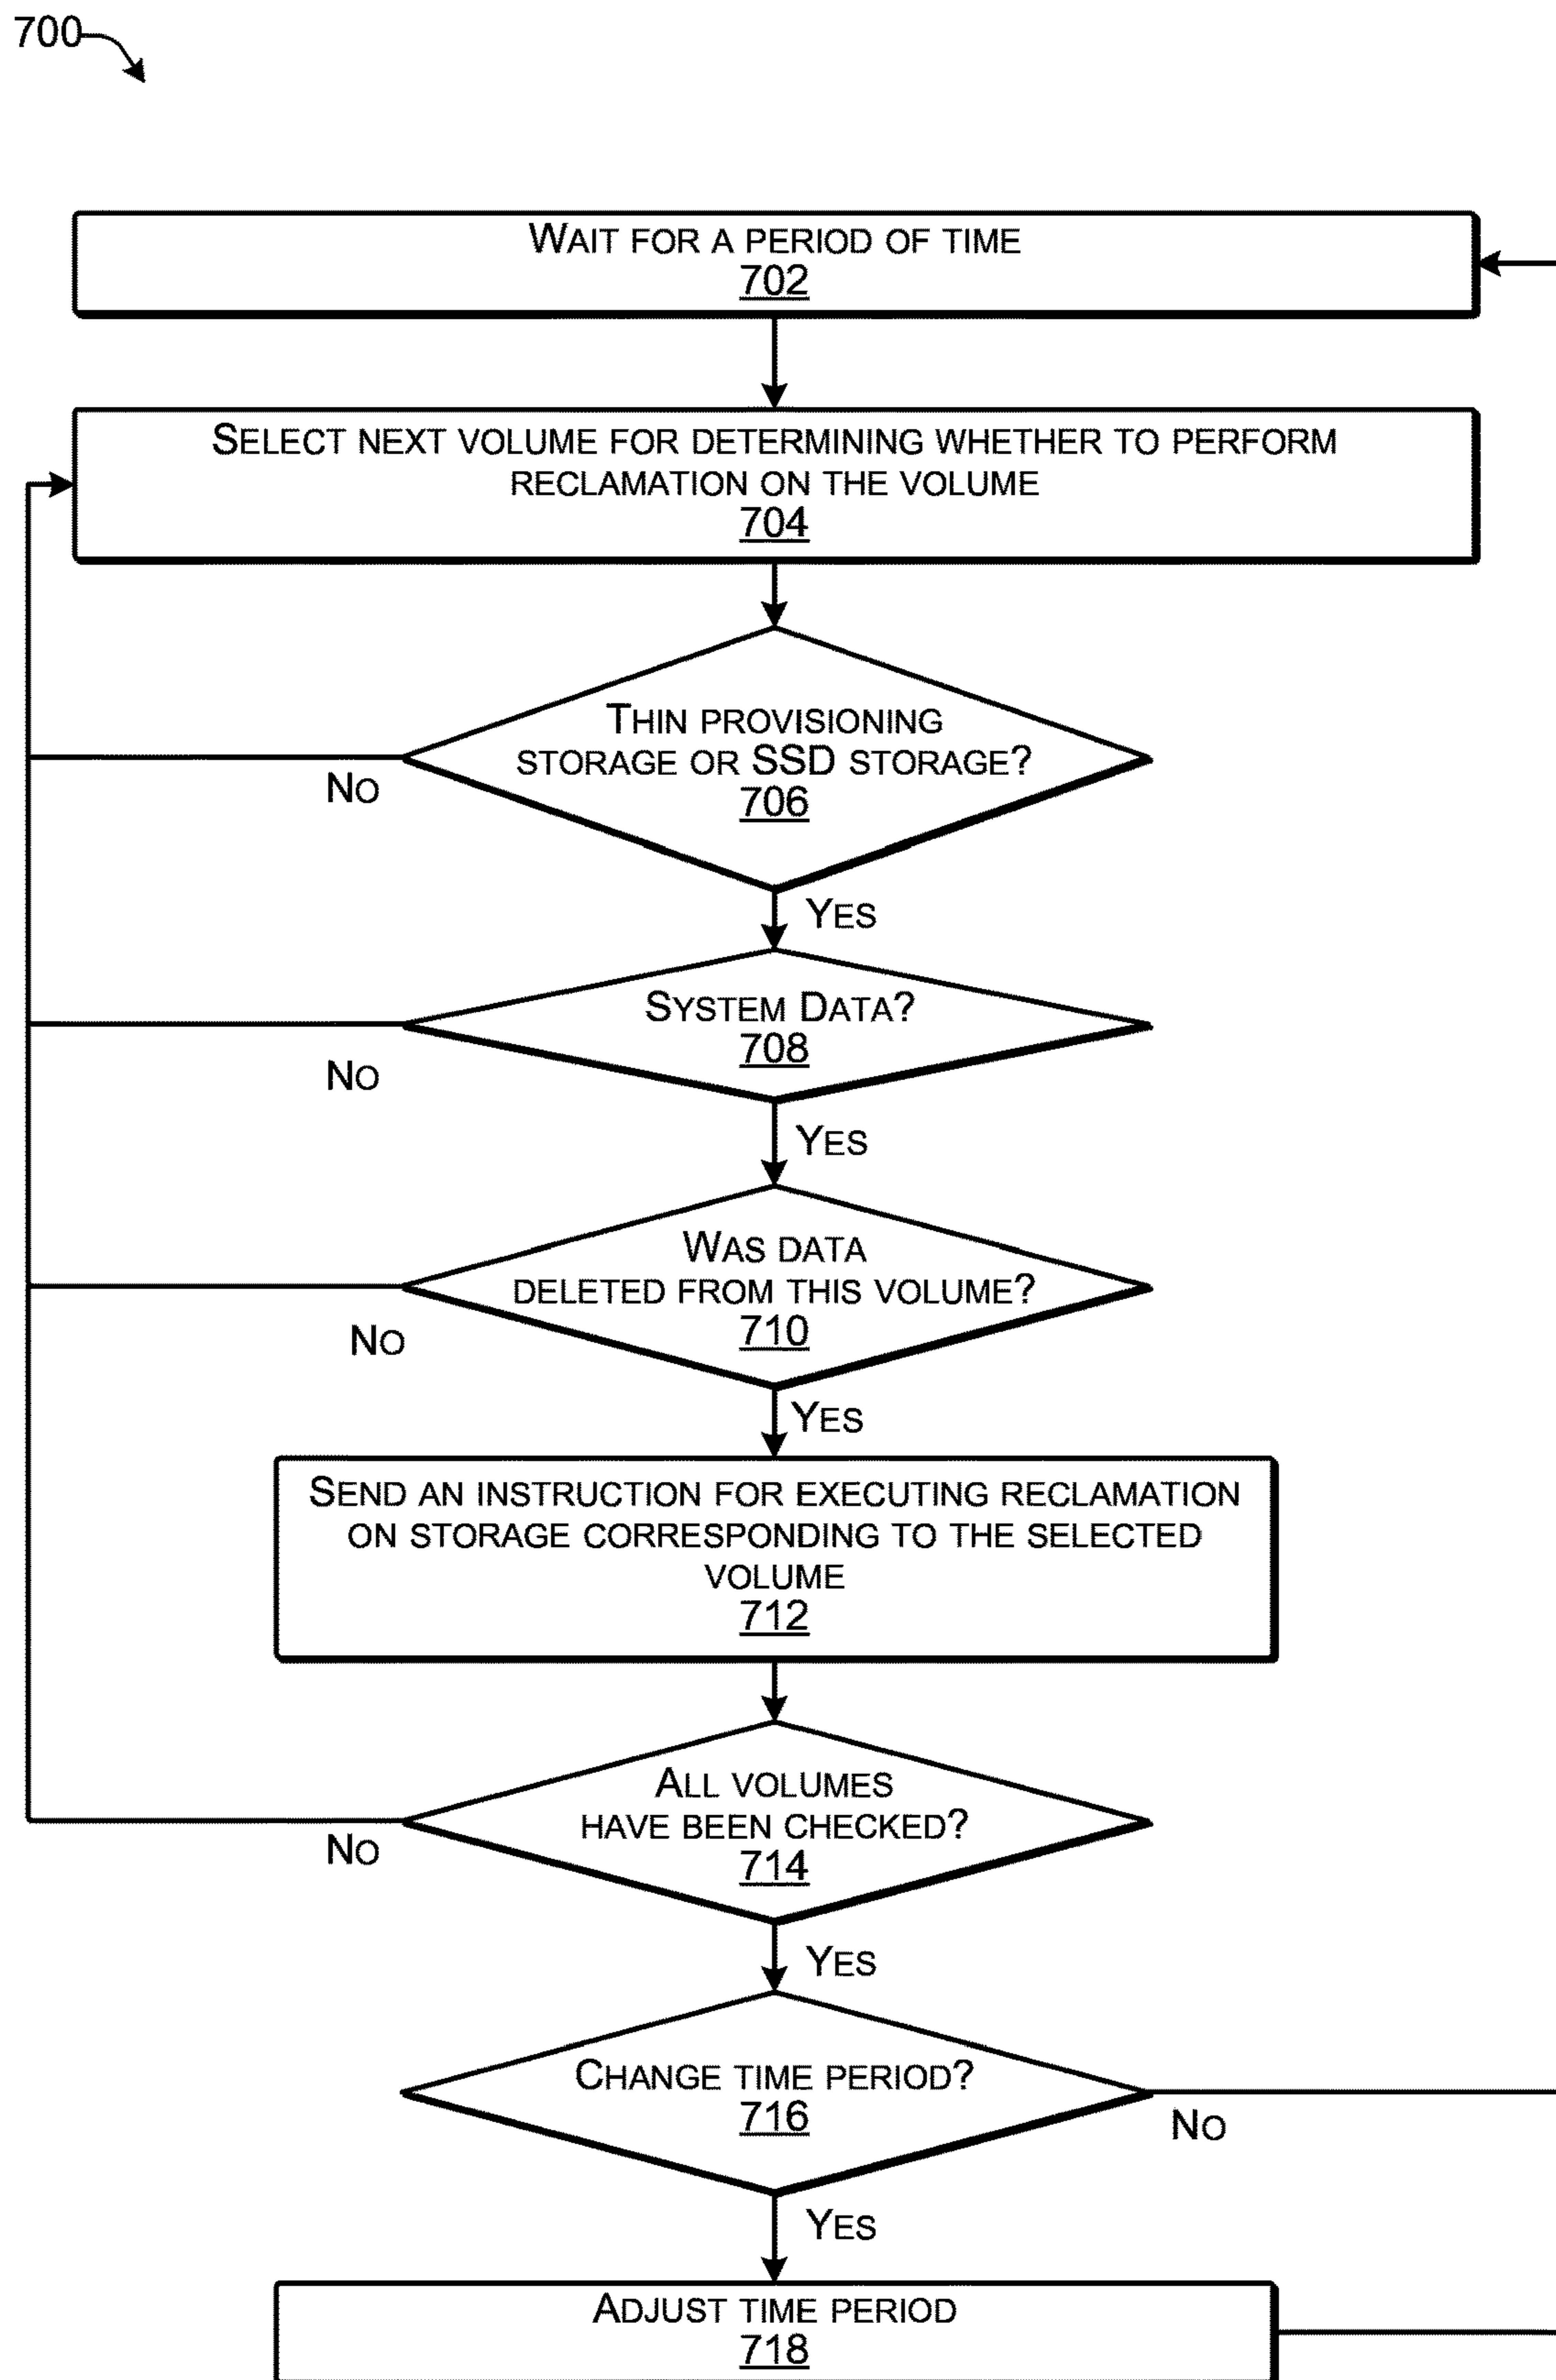 700
WAIT FOR A PERIOD OF TIME
702
SELECT NEXT VOLUME FOR DETERMINING WHETHER TO PERFORM
RECLAMATION ON THE VOLUME
704
THIN PROVISIONING
STORAGE OR SSD STORAGE?
706
NO
YES
SYSTEM DATA?
708
NO
YES
WAS DATA
DELETED FROM THIS VOLUME?
710
NO
YES
SEND AN INSTRUCTION FOR EXECUTING RECLAMATION
ON STORAGE CORRESPONDING TO THE SELECTED
VOLUME
712
ALL VOLUMES
HAVE BEEN CHECKED?
714
NO
YES
CHANGE TIME PERIOD?
716
NO
YES
ADJUST TIME PERIOD
718